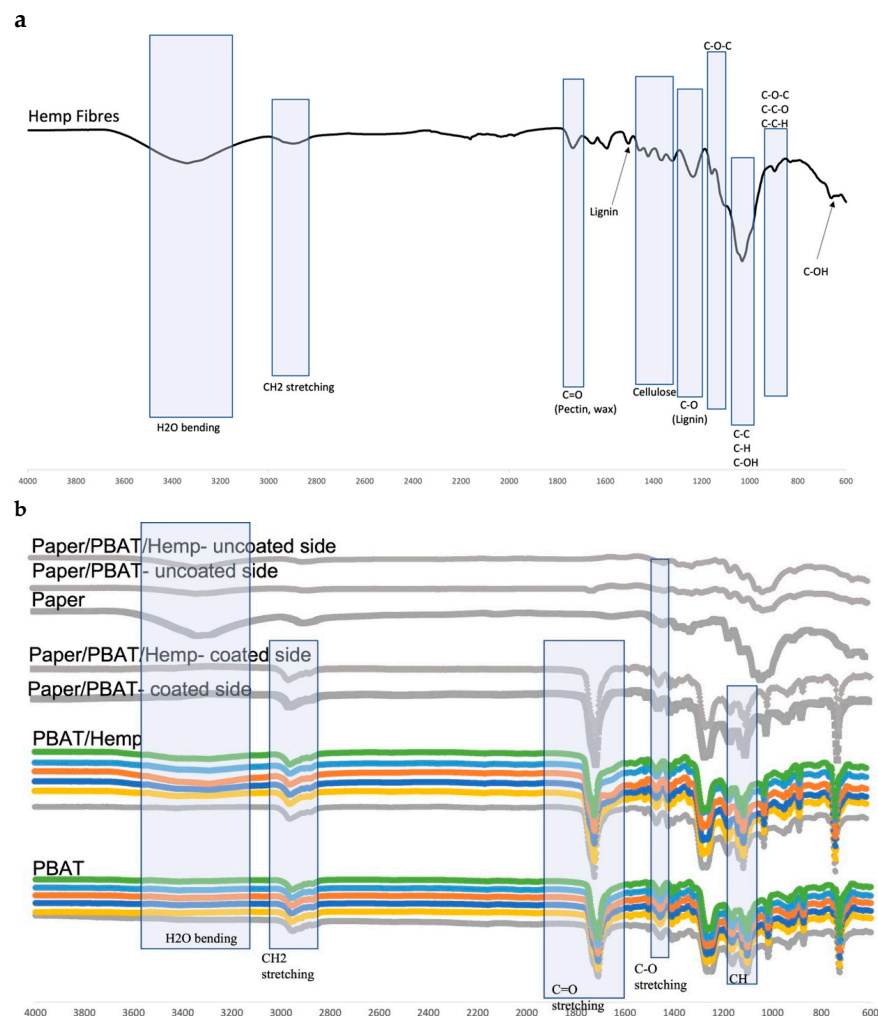 a
C-O-C
C-O-C
C-C-O
C-C-H
Hemp Fibres
Lignin
C-OH
CH2 stretching
C=O
(Pectin, wax)
Cellulose
C-O
(Lignin)
H2O bending
C-C
C-H
C-OH
4000 3800 3600 3400 3200 3000 2800 2600 2400 2200 2000 1800 1600 1400 1200 1000 800 600
b
Paper/PBAT/Hemp- uncoated side
Paper/PBAT- uncoated side
Paper
Paper/PBAT/Hemp- coated side
Paper/PBAT- coated side
PBAT/Hemp
PBAT
H2O bending
CH2
stretching
C=O
stretching
C-O
stretching
CH
4000 3800 3600 3400 3200 3000 2800 2600 2400 2200 2000 1800 1600 1400 1200 1000 800 600